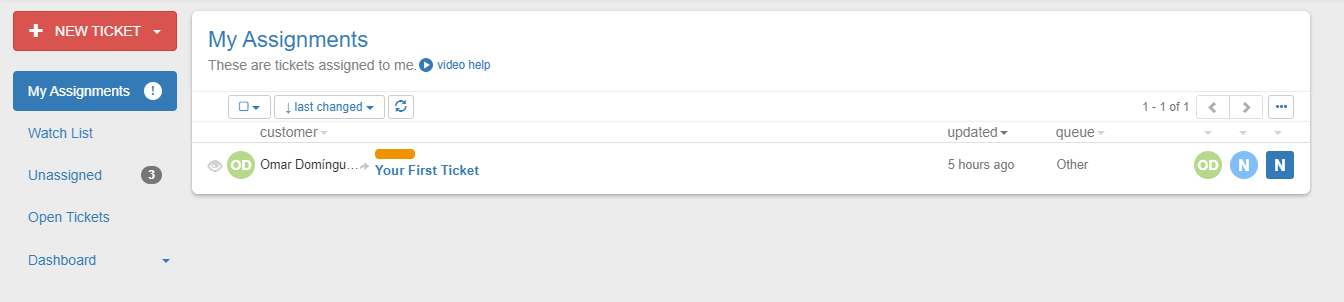 NEW TICKET
My Assignments !
Watch List
Unassigned 3
Open Tickets
Dashboard
My Assignments
These are tickets assigned to me. video help
↓ last changed
1 - 1 of 1
customer updated queue
OD Omar Domíngu… Your First Ticket 5 hours ago Other OD N N